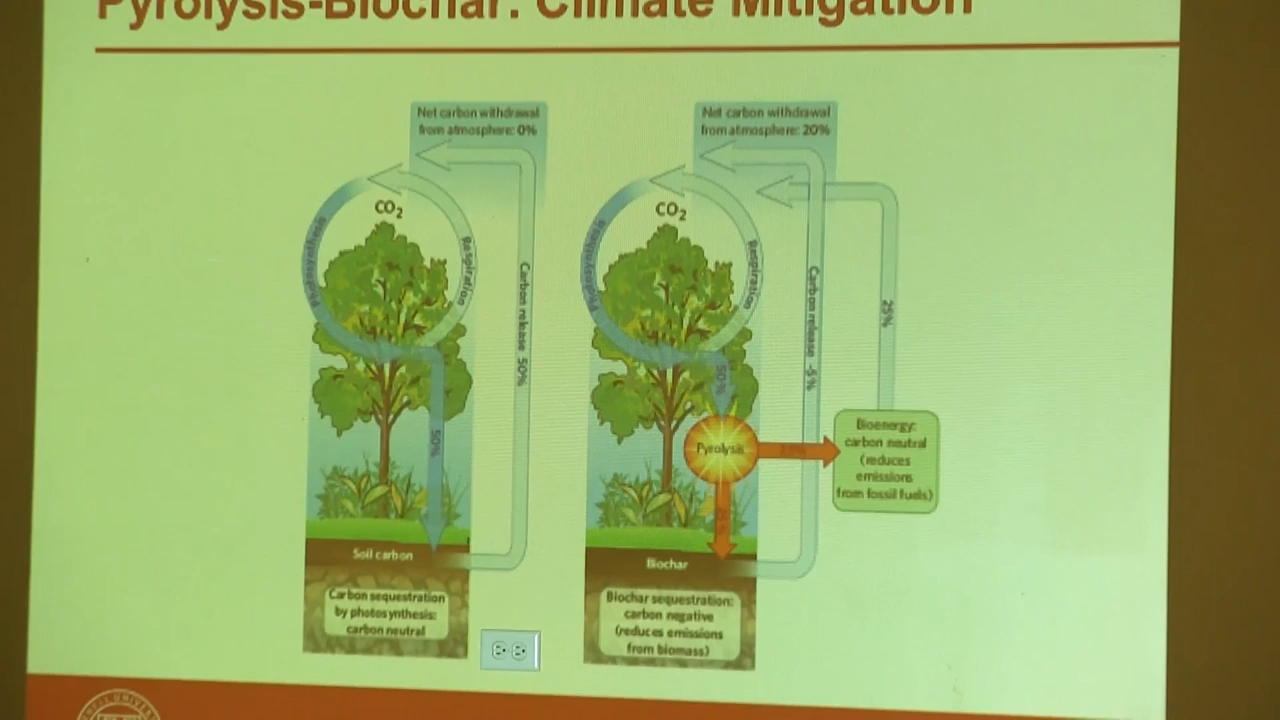 Pyrolysis-Biochar: Climate Mitigation
Net carbon withdrawal
from atmosphere: 0%
CO2
Photosynthesis
Respiration
Carbon release 50%
50%
Soil carbon
Carbon sequestration
by photosynthesis:
carbon neutral
Net carbon withdrawal
from atmosphere: 20%
CO2
Photosynthesis
Respiration
Carbon release -5%
25%
50%
Pyrolysis
Bioenergy:
carbon neutral
(reduces
emissions
from fossil fuels)
Biochar
Biochar sequestration:
carbon negative
(reduces emissions
from biomass)